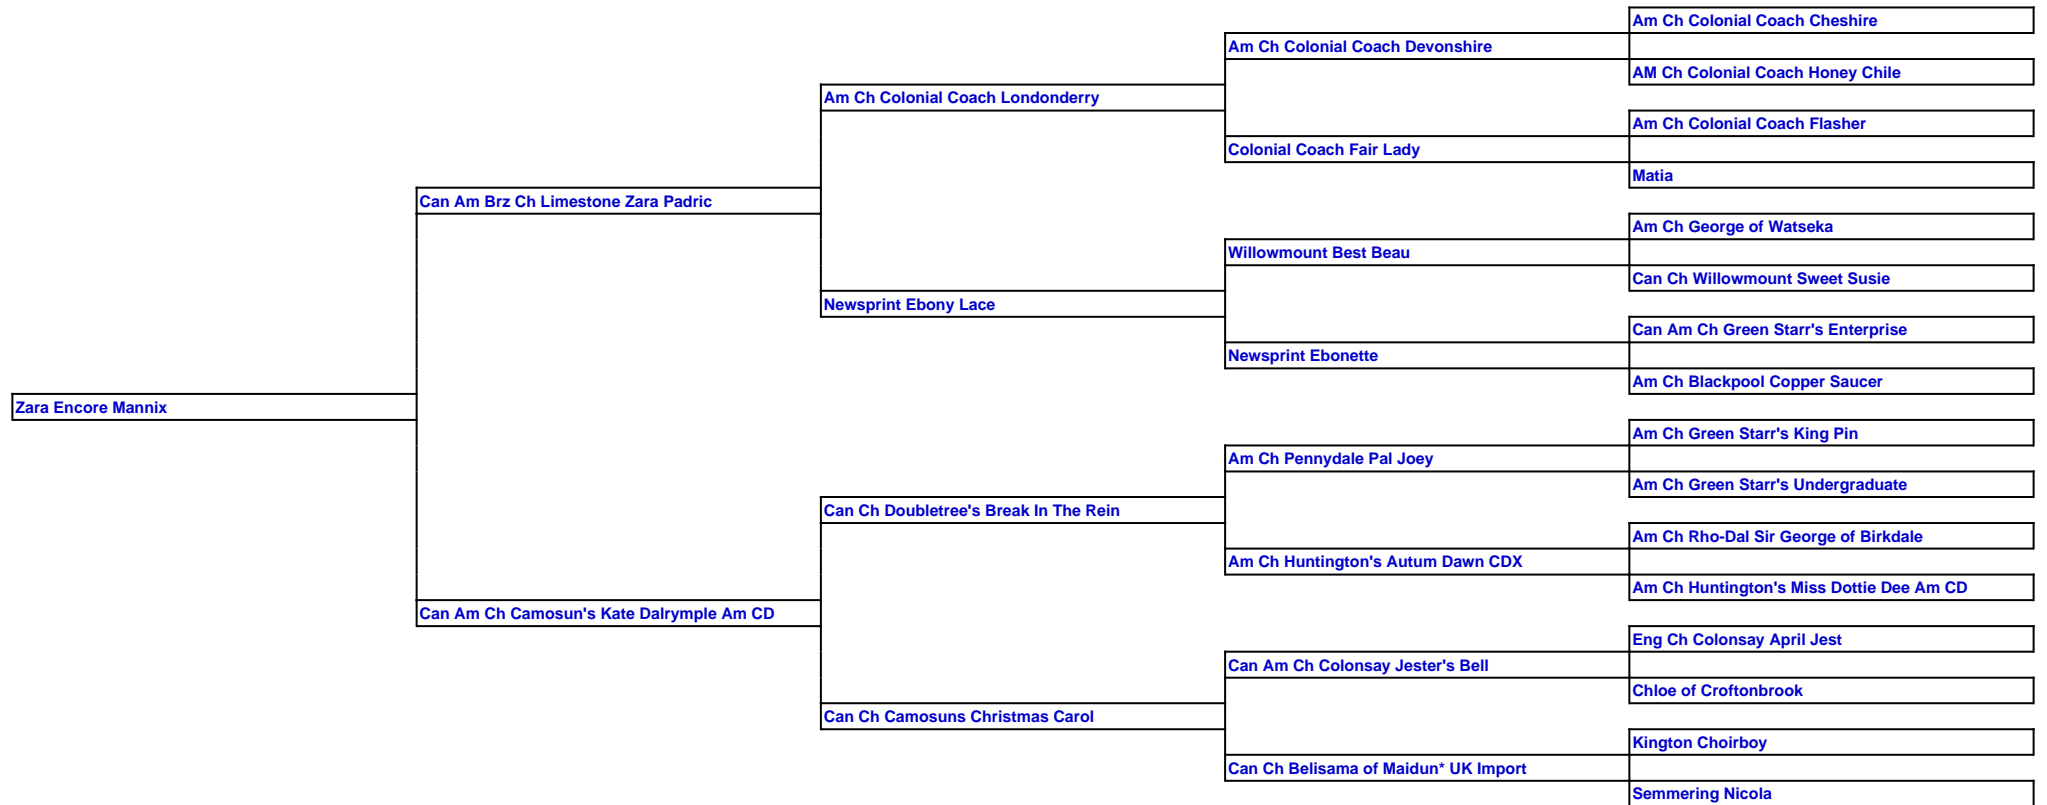 Am Ch Colonial Coach Cheshire
Am Ch Colonial Coach Devonshire
AM Ch Colonial Coach Honey Chile
Am Ch Colonial Coach Londonderry
Am Ch Colonial Coach Flasher
Colonial Coach Fair Lady
Matia
Can Am Brz Ch Limestone Zara Padric
Am Ch George of Watseka
Willowmount Best Beau
Can Ch Willowmount Sweet Susie
Newsprint Ebony Lace
Can Am Ch Green Starr's Enterprise
Newsprint Ebonette
Am Ch Blackpool Copper Saucer
Zara Encore Mannix
Am Ch Green Starr's King Pin
Am Ch Pennydale Pal Joey
Am Ch Green Starr's Undergraduate
Can Ch Doubletree's Break In The Rein
Am Ch Rho-Dal Sir George of Birkdale
Am Ch Huntington's Autum Dawn CDX
Am Ch Huntington's Miss Dottie Dee Am CD
Can Am Ch Camosun's Kate Dalrymple Am CD
Eng Ch Colonsay April Jest
Can Am Ch Colonsay Jester's Bell
Chloe of Croftonbrook
Can Ch Camosuns Christmas Carol
Kington Choirboy
Can Ch Belisama of Maidun* UK Import
Semmering Nicola